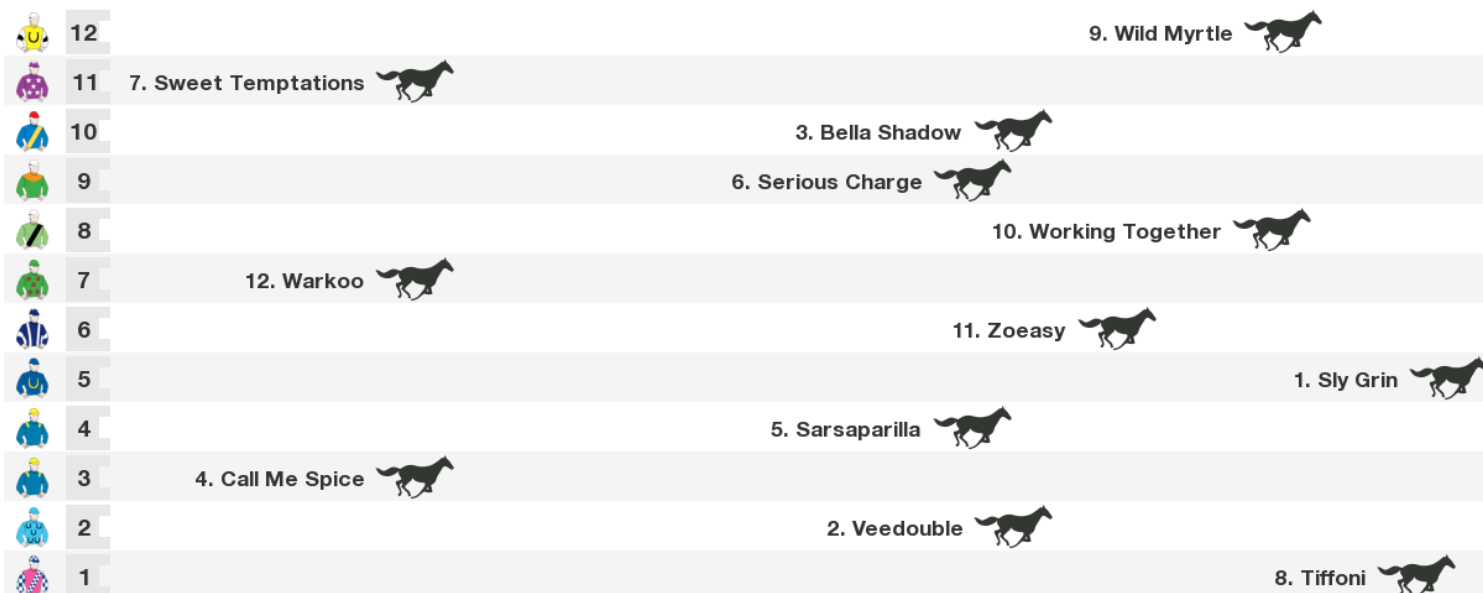 12 9. Wild Myrtle
11 7. Sweet Temptations
10 3. Bella Shadow
9 6. Serious Charge
8 10. Working Together
7 12. Warkoo
6 11. Zoeasy
5 1. Sly Grin
4 5. Sarsaparilla
3 4. Call Me Spice
2 2. Veedouble
1 8. Tiffoni